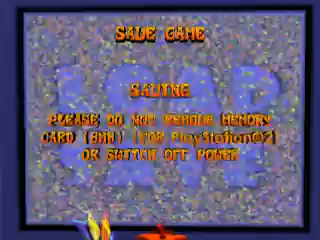 SAVE GAME
SAVING
PLEASE DO NOT REMOVE MEMORY
CARD (8MB) (FOR PlayStation®2)
OR SWITCH OFF POWER